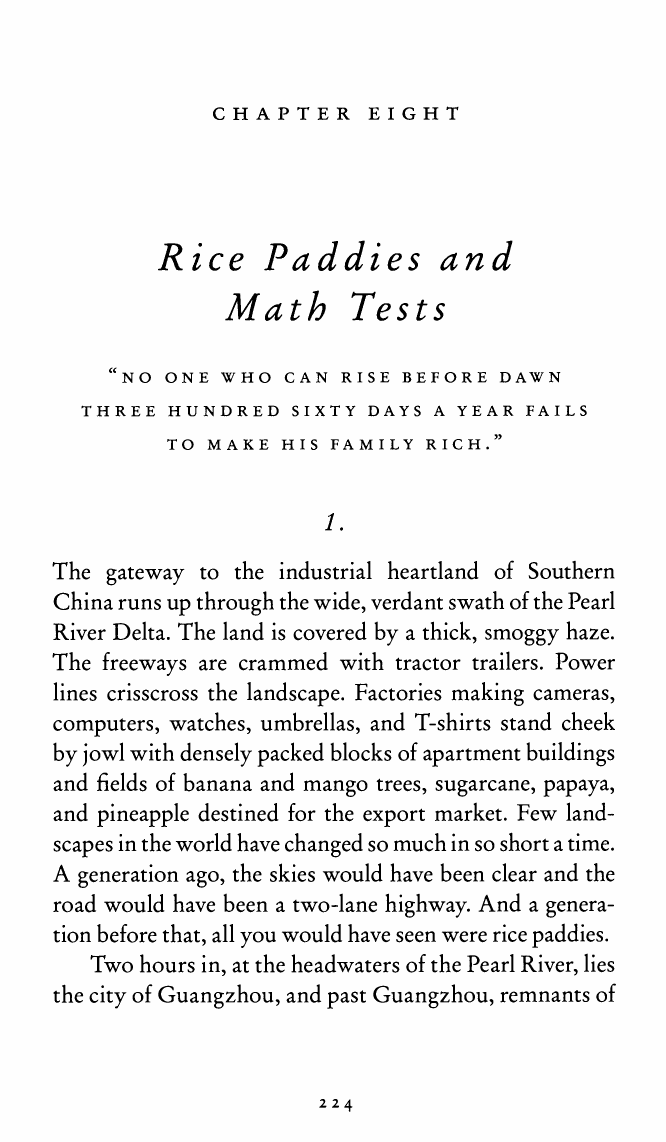 CHAPTER EIGHT
Rice Paddies and
Math Tests
“NO ONE WHO CAN RISE BEFORE DAWN
THREE HUNDRED SIXTY DAYS A YEAR FAILS
TO MAKE HIS FAMILY RICH.”
1.
The gateway to the industrial heartland of Southern
China runs up through the wide, verdant swath of the Pearl
River Delta. The land is covered by a thick, smoggy haze.
The freeways are crammed with tractor trailers. Power
lines crisscross the landscape. Factories making cameras,
computers, watches, umbrellas, and T-shirts stand cheek
by jowl with densely packed blocks of apartment buildings
and fields of banana and mango trees, sugarcane, papaya,
and pineapple destined for the export market. Few land-
scapes in the world have changed so much in so short a time.
A generation ago, the skies would have been clear and the
road would have been a two-lane highway. And a genera-
tion before that, all you would have seen were rice paddies.
Two hours in, at the headwaters of the Pearl River, lies
the city of Guangzhou, and past Guangzhou, remnants of
224